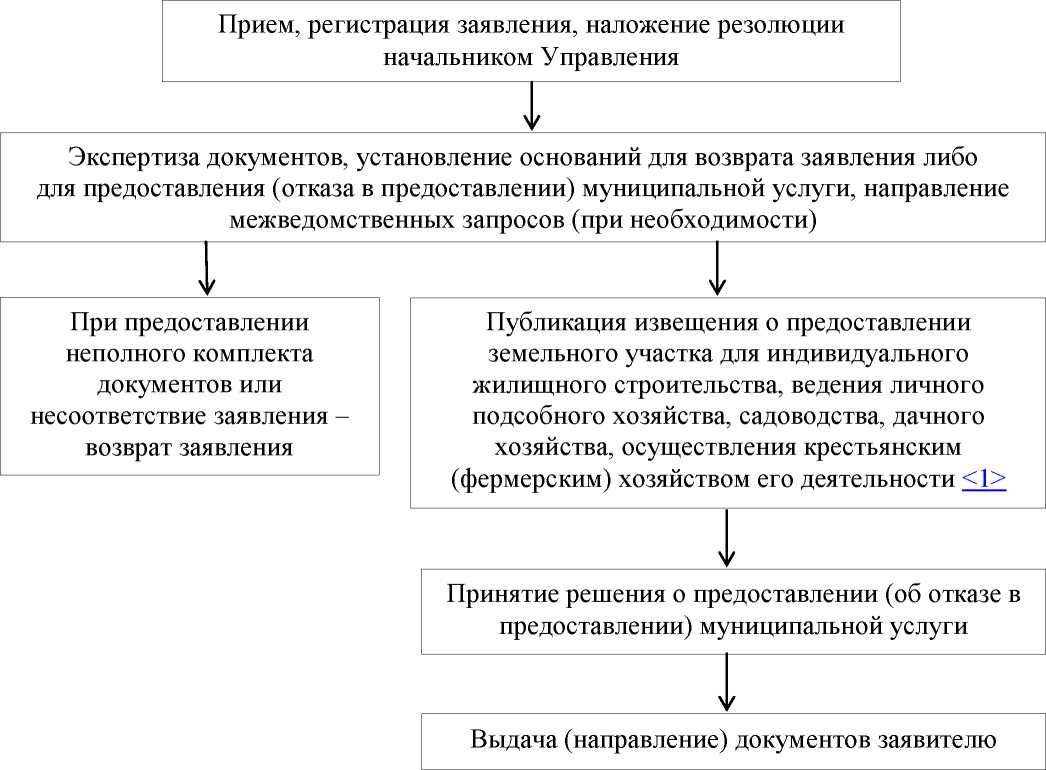 Прием, регистрация заявления, наложение резолюции
начальником Управления
Экспертиза документов, установление оснований для возврата заявления либо
для предоставления (отказа в предоставлении) муниципальной услуги, направление
межведомственных запросов (при необходимости)
При предоставлении
неполного комплекта
документов или
несоответствие заявления –
возврат заявления
Публикация извещения о предоставлении
земельного участка для индивидуального
жилищного строительства, ведения личного
подсобного хозяйства, садоводства, дачного
хозяйства, осуществления крестьянским
(фермерским) хозяйством его деятельности <1>
Принятие решения о предоставлении (об отказе в
предоставлении) муниципальной услуги
Выдача (направление) документов заявителю